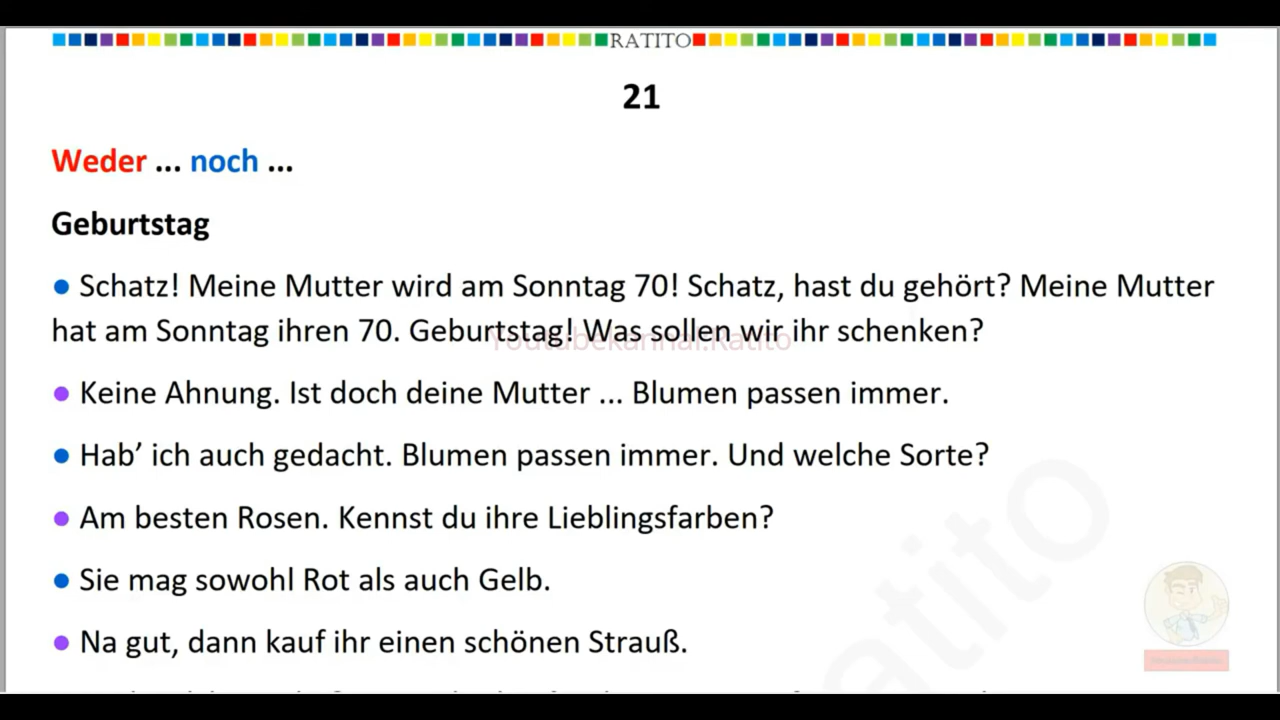 RATITO
21
Weder ... noch ...
Geburtstag
● Schatz! Meine Mutter wird am Sonntag 70! Schatz, hast du gehört? Meine Mutter
hat am Sonntag ihren 70. Geburtstag! Was sollen wir ihr schenken?
Youtubekannal:Ratito
● Keine Ahnung. Ist doch deine Mutter ... Blumen passen immer.
● Hab’ ich auch gedacht. Blumen passen immer. Und welche Sorte?
● Am besten Rosen. Kennst du ihre Lieblingsfarben?
● Sie mag sowohl Rot als auch Gelb.
● Na gut, dann kauf ihr einen schönen Strauß.